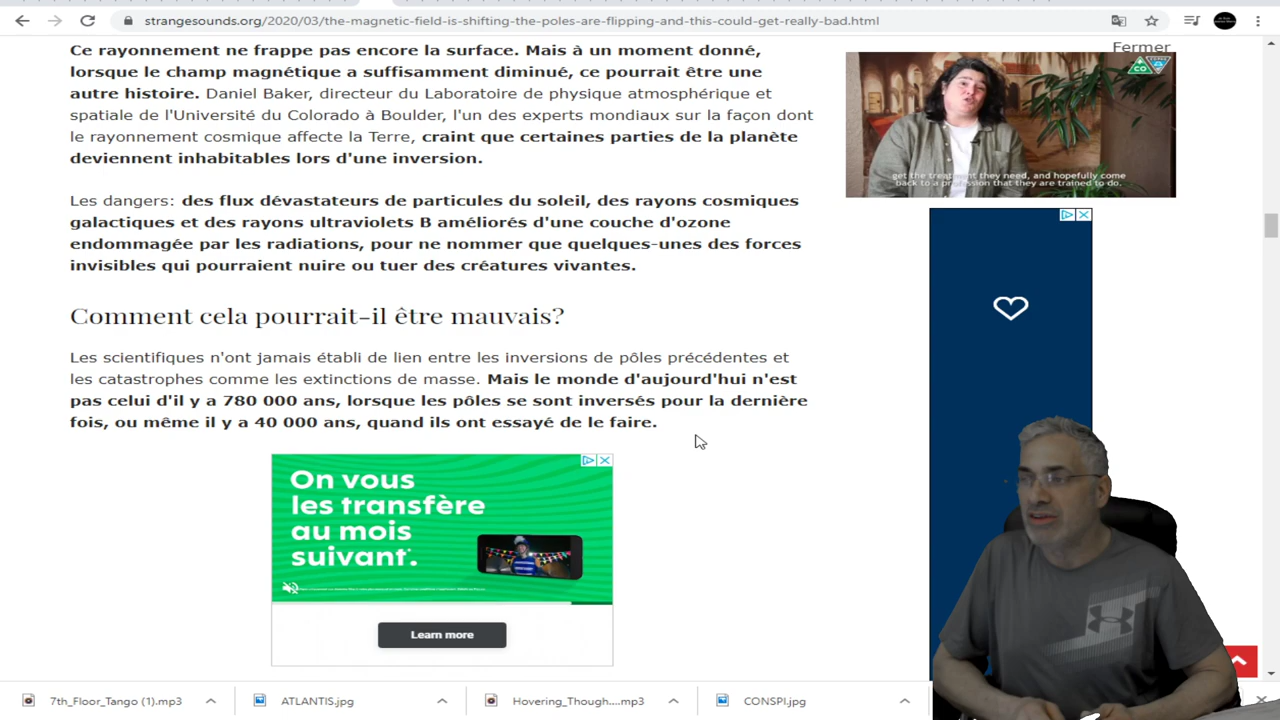 strangesounds.org/2020/03/the-magnetic-field-is-shifting-the-poles-are-flipping-and-this-could-get-really-bad.html
Fermer
Ce rayonnement ne frappe pas encore la surface. Mais à un moment donné,
lorsque le champ magnétique a suffisamment diminué, ce pourrait être une
autre histoire. Daniel Baker, directeur du Laboratoire de physique atmosphérique et
spatiale de l'Université du Colorado à Boulder, l'un des experts mondiaux sur la façon dont
le rayonnement cosmique affecte la Terre, craint que certaines parties de la planète
deviennent inhabitables lors d'une inversion.
CO
get the treatment they need, and hopefully come
back to a profession that they are trained to do.
Les dangers: des flux dévastateurs de particules du soleil, des rayons cosmiques
galactiques et des rayons ultraviolets B améliorés d'une couche d'ozone
endommagée par les radiations, pour ne nommer que quelques-unes des forces
invisibles qui pourraient nuire ou tuer des créatures vivantes.
Comment cela pourrait-il être mauvais?
Les scientifiques n'ont jamais établi de lien entre les inversions de pôles précédentes et
les catastrophes comme les extinctions de masse. Mais le monde d'aujourd'hui n'est
pas celui d'il y a 780 000 ans, lorsque les pôles se sont inversés pour la dernière
fois, ou même il y a 40 000 ans, quand ils ont essayé de le faire.
On vous
les transfère
au mois
suivant*.
Learn more
7th_Floor_Tango (1).mp3
ATLANTIS.jpg
Hovering_Though....mp3
CONSPI.jpg